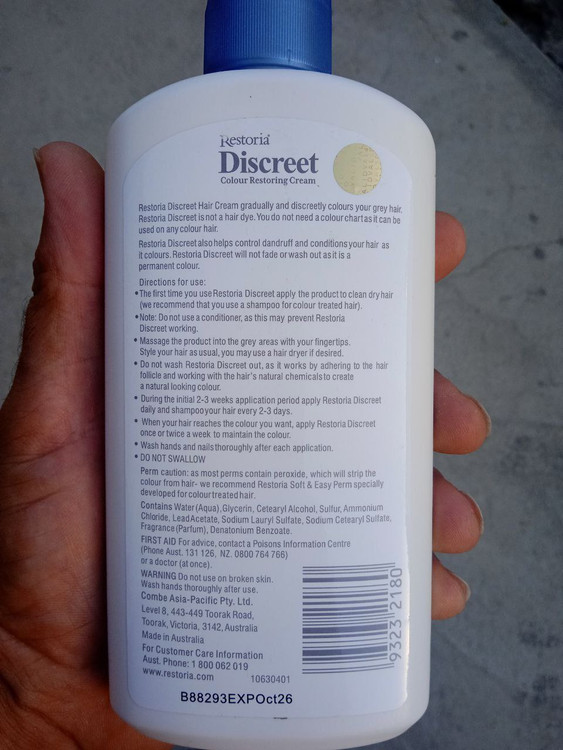 Restoria
Discreet
Colour Restoring Cream
Restoria Discreet Hair Cream gradually and discreetly colours your grey hair.
Restoria Discreet is not a hair dye. You do not need a colour chart as it can be
used on any colour hair.
Restoria Discreet also helps control dandruff and conditions your hair as
it colours. Restoria Discreet will not fade or wash out as it is a
permanent colour.
Directions for use:
• The first time you use Restoria Discreet apply the product to clean dry hair
(we recommend that you use a shampoo for colour treated hair).
• Note: Do not use a conditioner, as this may prevent Restoria
Discreet working.
• Massage the product into the grey areas with your fingertips.
Style your hair as usual, you may use a hair dryer if desired.
• Do not wash Restoria Discreet out, as it works by adhering to the hair
follicle and working with the hair's natural chemicals to create
a natural looking colour.
• During the initial 2-3 weeks application period apply Restoria Discreet
daily and shampoo your hair every 2-3 days.
• When your hair reaches the colour you want, apply Restoria Discreet
once or twice a week to maintain the colour.
• Wash hands and nails thoroughly after each application.
• DO NOT SWALLOW
Perm caution: as most perms contain peroxide, which will strip the
colour from hair- we recommend Restoria Soft & Easy Perm specially
developed for colour treated hair.
Contains Water (Aqua), Glycerin, Cetearyl Alcohol, Sulfur, Ammonium
Chloride, Lead Acetate, Sodium Lauryl Sulfate, Sodium Cetearyl Sulfate,
Fragrance (Parfum), Denatonium Benzoate.
FIRST AID For advice, contact a Poisons Information Centre
(Phone Aust. 131 126, NZ. 0800 764 766)
or a doctor (at once).
WARNING Do not use on broken skin.
Wash hands thoroughly after use.
Combe Asia-Pacific Pty. Ltd.
Level 8, 443-449 Toorak Road,
Toorak, Victoria, 3142, Australia
Made in Australia
For Customer Care Information
Aust. Phone: 1 800 062 019
www.restoria.com
10630401
9323121 80
B88293EXPOct26